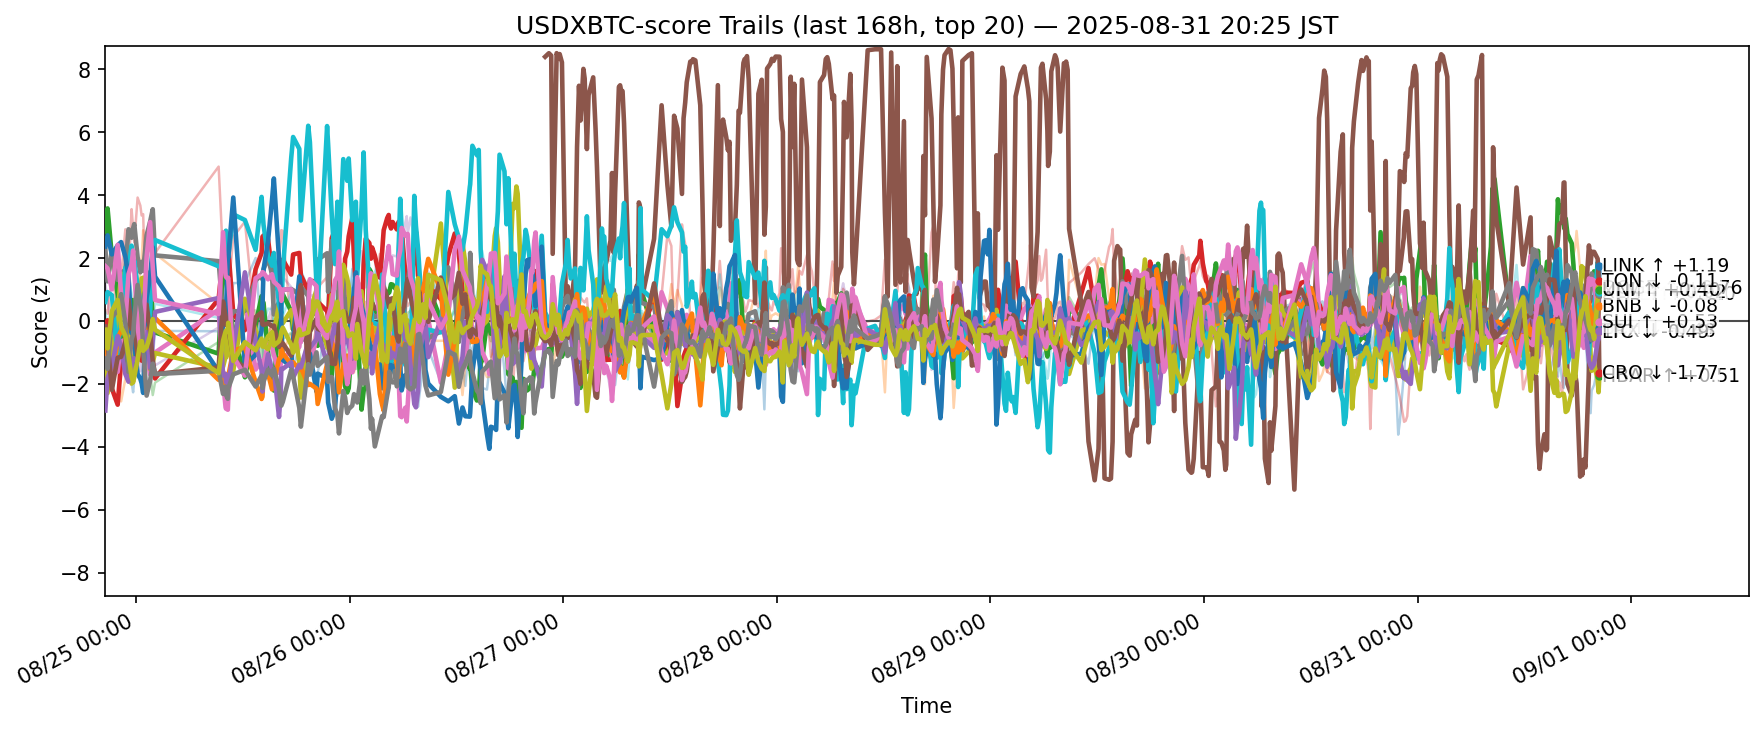 USDXBTC-score Trails (last 168h, top 20) — 2025-08-31 20:25 JST
Score (z)
8
6
4
2
0
−2
−4
−6
−8
LINK ↑ +1.19
TON ↓ -0.11
BNB ↓ -0.08
SUI ↑ +0.53
CRO ↓ -1.77
08/25 00:00
08/26 00:00
08/27 00:00
08/28 00:00
08/29 00:00
08/30 00:00
08/31 00:00
09/01 00:00
Time